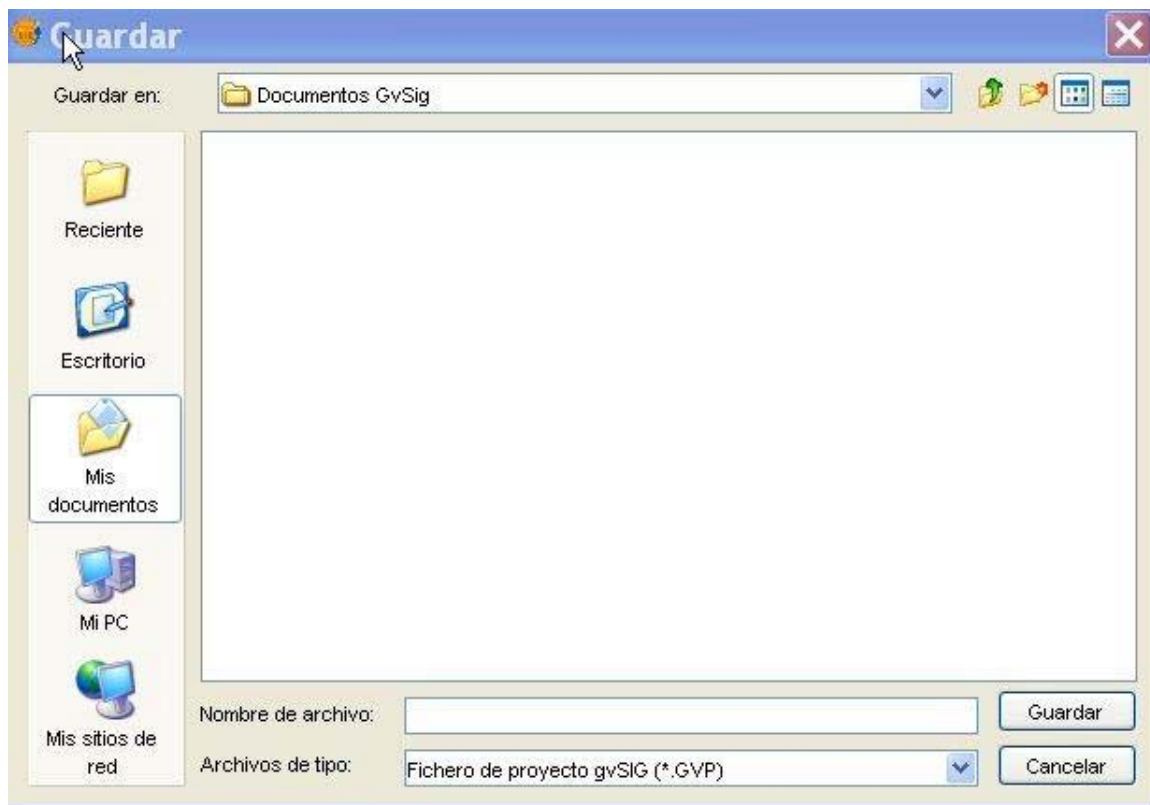 Guardar
Guardar en:
Documentos GvSig
Reciente
Escritorio
Mis
documentos
Mi PC
Mis sitios de
red
Nombre de archivo:
Guardar
Archivos de tipo:
Fichero de proyecto gvSIG (*.GVP)
Cancelar